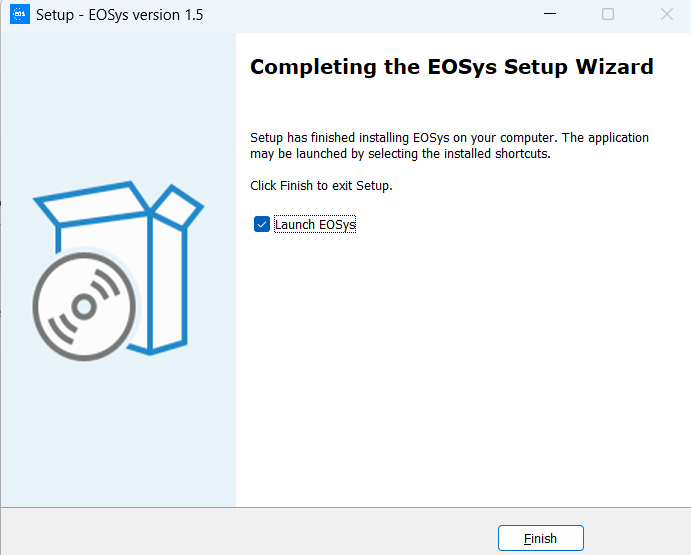 EOS
Setup - EOSys version 1.5
Completing the EOSys Setup Wizard
Setup has finished installing EOSys on your computer. The application
may be launched by selecting the installed shortcuts.
Click Finish to exit Setup.
Launch EOSys
Finish